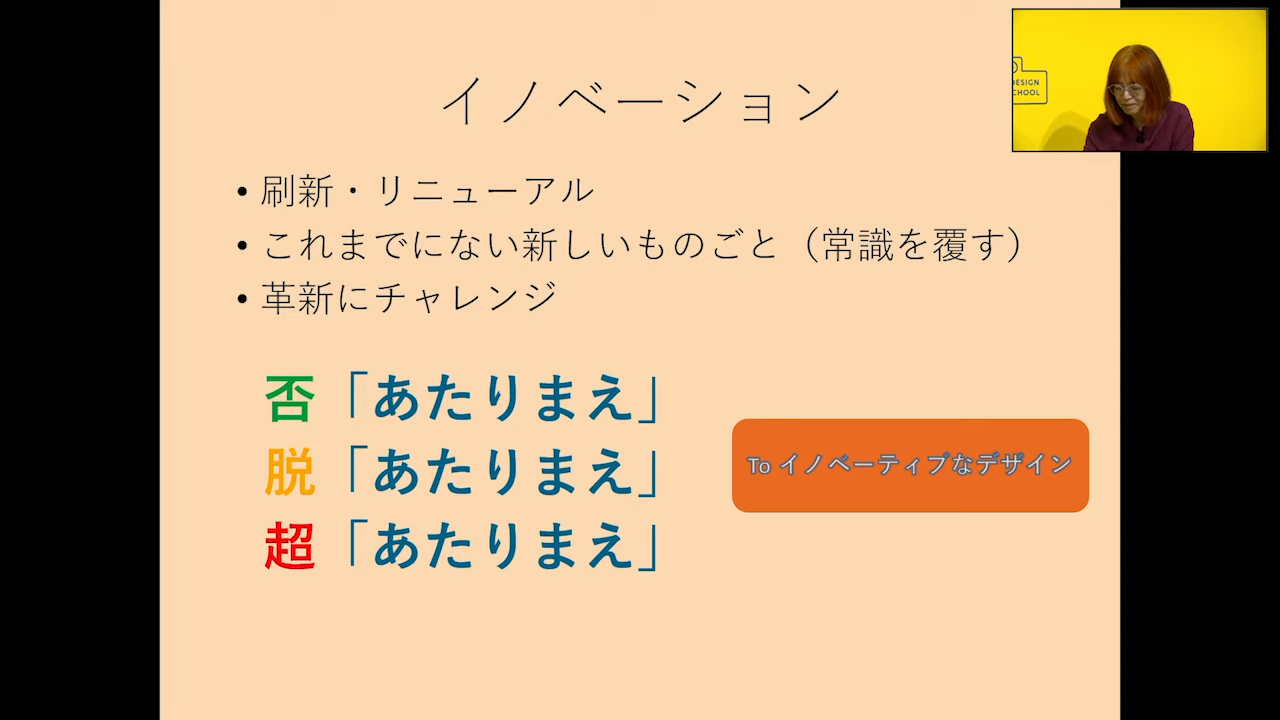 イノベーション
• 刷新・リニューアル
• これまでにない新しいものごと（常識を覆す）
• 革新にチャレンジ
否「あたりまえ」
脱「あたりまえ」
超「あたりまえ」
To イノベーティブなデザイン